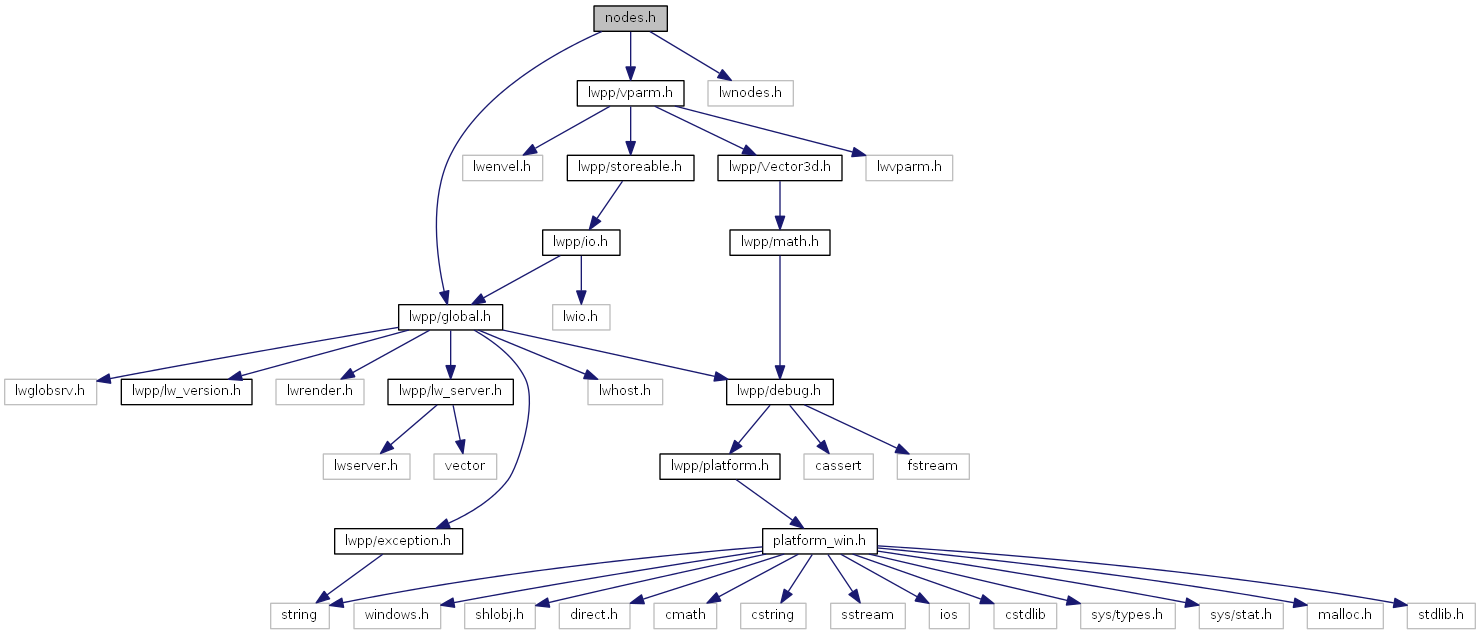 nodes.h
lwpp/vparm.h
lwnodes.h
lwenvel.h
lwpp/storeable.h
lwpp/Vector3d.h
lwvparm.h
lwpp/io.h
lwpp/math.h
lwpp/global.h
lwio.h
lwglobsrv.h
lwpp/lw_version.h
lwrender.h
lwpp/lw_server.h
lwhost.h
lwpp/debug.h
lwserver.h
vector
lwpp/platform.h
cassert
fstream
lwpp/exception.h
platform_win.h
string
windows.h
shlobj.h
direct.h
cmath
cstring
sstream
ios
cstdlib
sys/types.h
sys/stat.h
malloc.h
stdlib.h